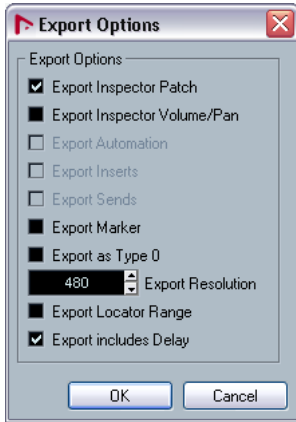 Export Options
Export Options
Export Inspector Patch
Export Inspector Volume/Pan
Export Automation
Export Inserts
Export Sends
Export Marker
Export as Type 0
480 Export Resolution
Export Locator Range
Export includes Delay
OK Cancel